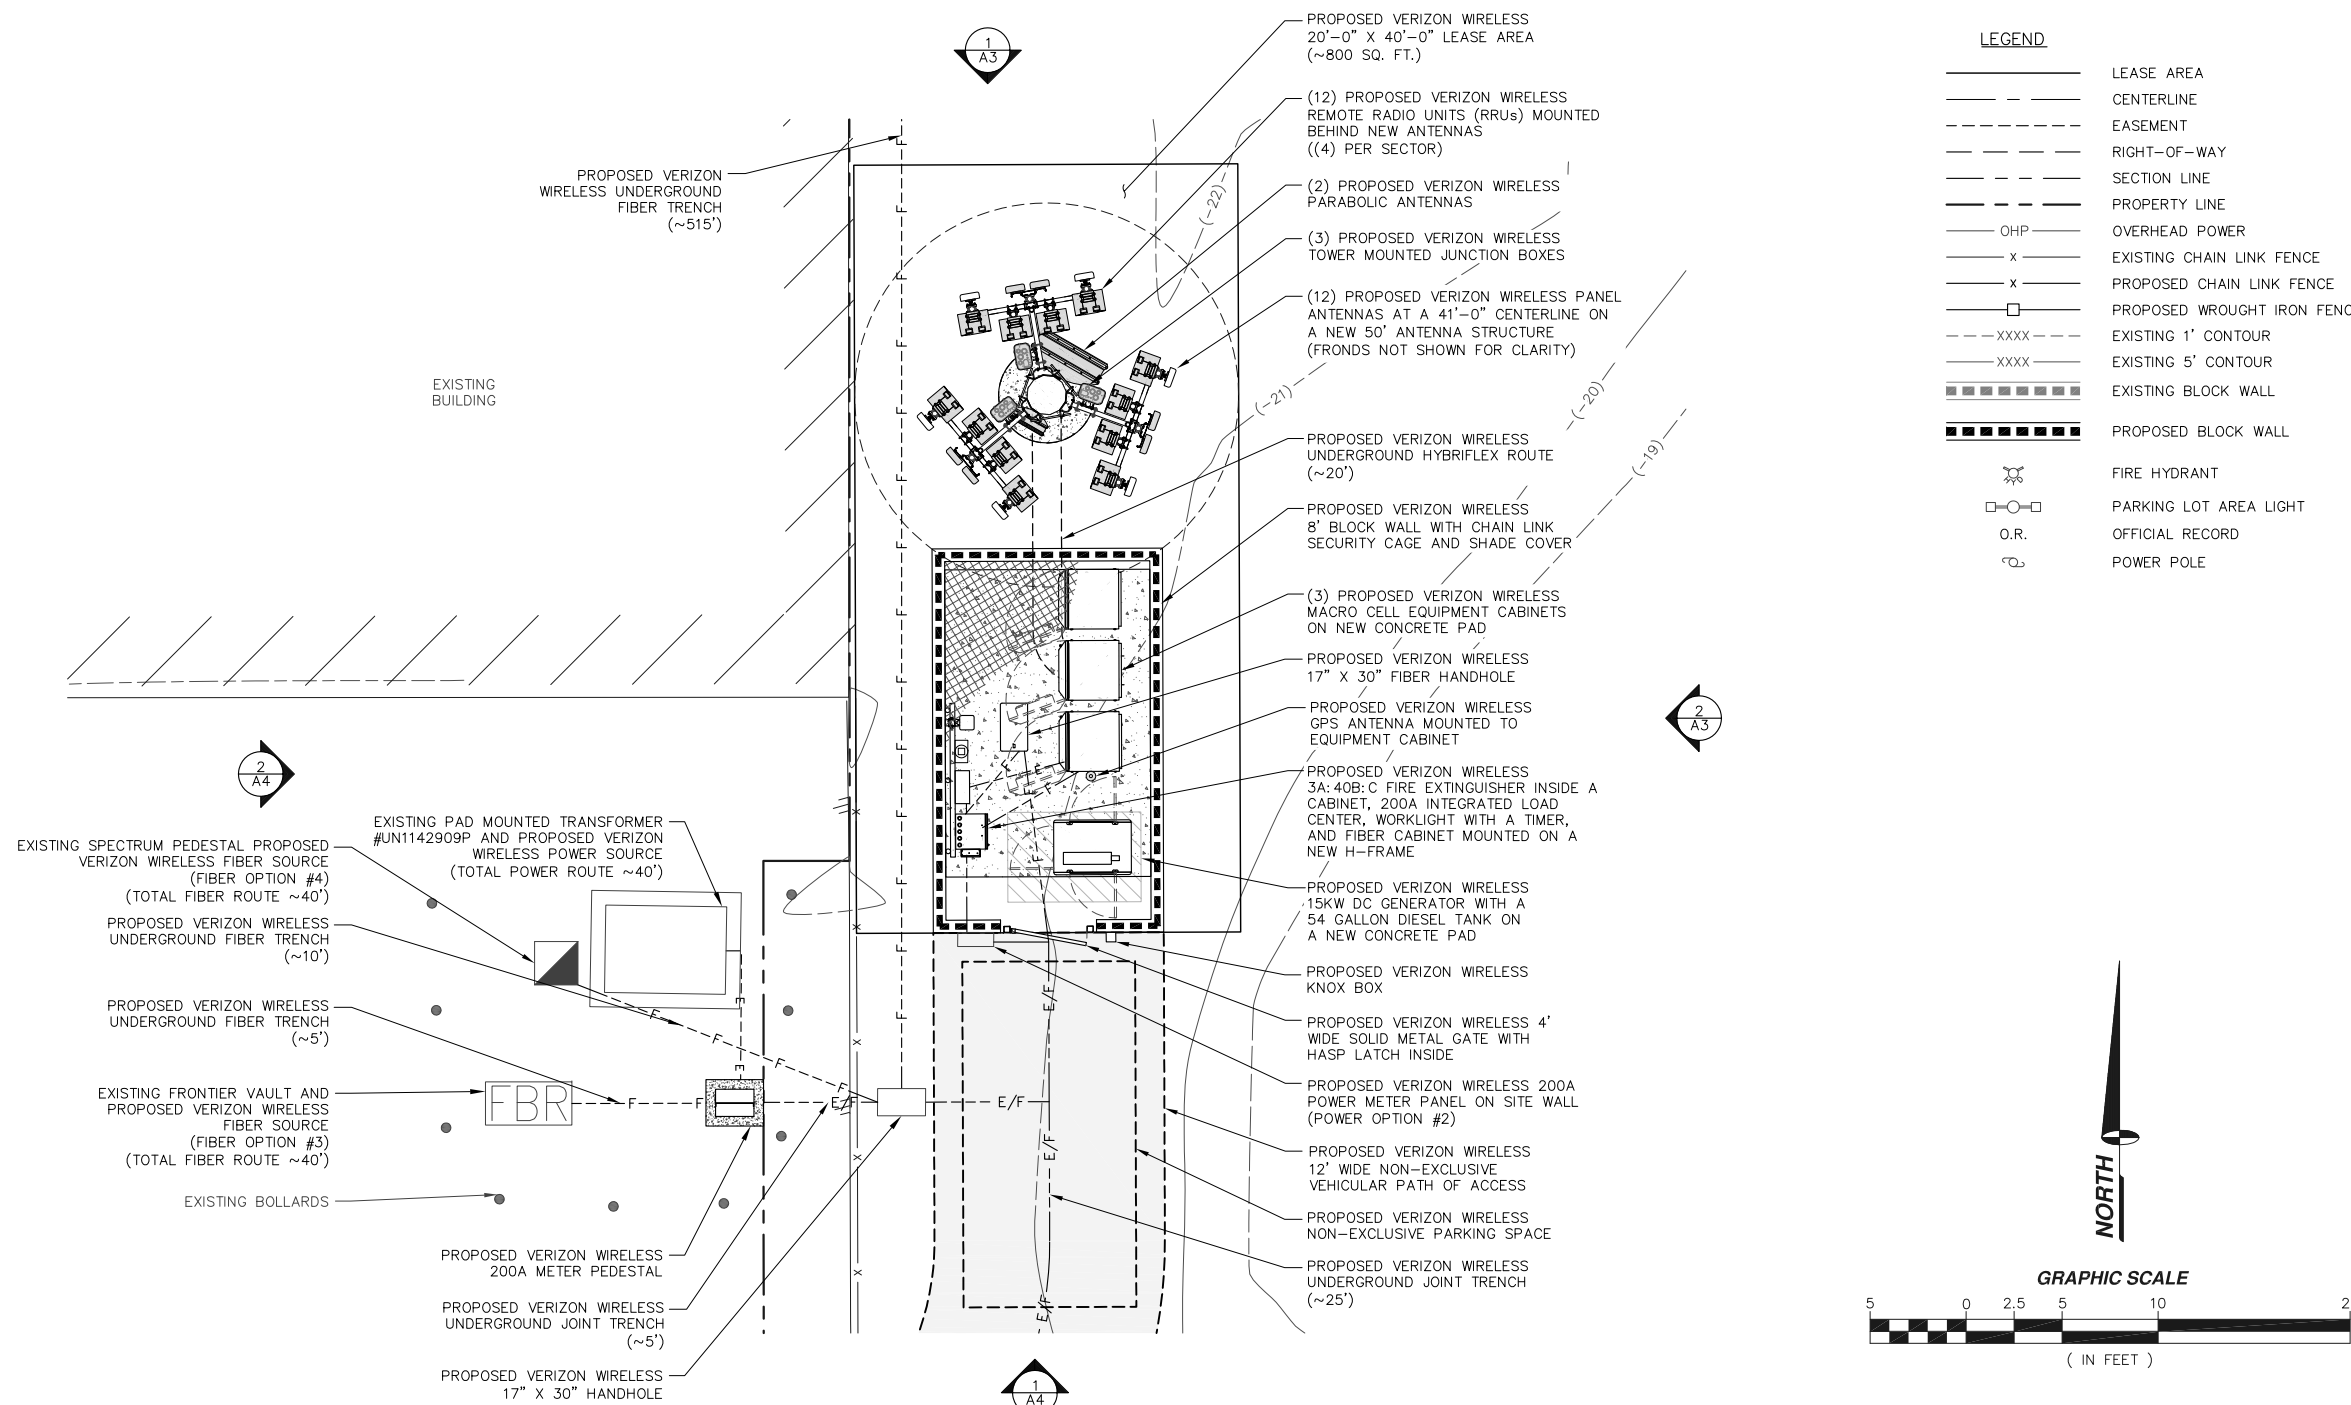 1
A3
PROPOSED VERIZON WIRELESS
20'-0" X 40'-0" LEASE AREA
(~800 SQ. FT.)
(12) PROPOSED VERIZON WIRELESS
REMOTE RADIO UNITS (RRUs) MOUNTED
BEHIND NEW ANTENNAS
((4) PER SECTOR)
(2) PROPOSED VERIZON WIRELESS
PARABOLIC ANTENNAS
(3) PROPOSED VERIZON WIRELESS
TOWER MOUNTED JUNCTION BOXES
(12) PROPOSED VERIZON WIRELESS PANEL
ANTENNAS AT A 41'-0" CENTERLINE ON
A NEW 50' ANTENNA STRUCTURE
(FRONDS NOT SHOWN FOR CLARITY)
PROPOSED VERIZON WIRELESS
UNDERGROUND HYBRIFLEX ROUTE
(~20')
PROPOSED VERIZON WIRELESS
8' BLOCK WALL WITH CHAIN LINK
SECURITY CAGE AND SHADE COVER
(3) PROPOSED VERIZON WIRELESS
MACRO CELL EQUIPMENT CABINETS
ON NEW CONCRETE PAD
PROPOSED VERIZON WIRELESS
17" X 30" FIBER HANDHOLE
PROPOSED VERIZON WIRELESS
GPS ANTENNA MOUNTED TO
EQUIPMENT CABINET
PROPOSED VERIZON WIRELESS
3A:40B:C FIRE EXTINGUISHER INSIDE A
CABINET, 200A INTEGRATED LOAD
CENTER, WORKLIGHT WITH A TIMER,
AND FIBER CABINET MOUNTED ON A
NEW H-FRAME
PROPOSED VERIZON WIRELESS
15KW DC GENERATOR WITH A
54 GALLON DIESEL TANK ON
A NEW CONCRETE PAD
PROPOSED VERIZON WIRELESS
KNOX BOX
PROPOSED VERIZON WIRELESS 4'
WIDE SOLID METAL GATE WITH
HASP LATCH INSIDE
PROPOSED VERIZON WIRELESS 200A
POWER METER PANEL ON SITE WALL
(POWER OPTION #2)
PROPOSED VERIZON WIRELESS
12' WIDE NON-EXCLUSIVE
VEHICULAR PATH OF ACCESS
PROPOSED VERIZON WIRELESS
NON-EXCLUSIVE PARKING SPACE
PROPOSED VERIZON WIRELESS
UNDERGROUND JOINT TRENCH
(~25')
PROPOSED VERIZON
WIRELESS UNDERGROUND
FIBER TRENCH
(~515')
EXISTING
BUILDING
(-22)
(-21)
(-20)
(-19)
2
A4
2
A3
EXISTING PAD MOUNTED TRANSFORMER
#UN1142909P AND PROPOSED VERIZON
WIRELESS POWER SOURCE
(TOTAL POWER ROUTE ~40')
EXISTING SPECTRUM PEDESTAL PROPOSED
VERIZON WIRELESS FIBER SOURCE
(FIBER OPTION #4)
(TOTAL FIBER ROUTE ~40')
PROPOSED VERIZON WIRELESS
UNDERGROUND FIBER TRENCH
(~10')
PROPOSED VERIZON WIRELESS
UNDERGROUND FIBER TRENCH
(~5')
EXISTING FRONTIER VAULT AND
PROPOSED VERIZON WIRELESS
FIBER SOURCE
(FIBER OPTION #3)
(TOTAL FIBER ROUTE ~40')
EXISTING BOLLARDS
PROPOSED VERIZON WIRELESS
200A METER PEDESTAL
PROPOSED VERIZON WIRELESS
UNDERGROUND JOINT TRENCH
(~5')
PROPOSED VERIZON WIRELESS
17" X 30" HANDHOLE
FBR
F
F
F
F
F
F
E
E
E/F
E/F
E/F
E/F
E/F
X
X
X
X
X
F
E
F
F
F
1
A4
LEGEND
LEASE AREA
CENTERLINE
EASEMENT
RIGHT-OF-WAY
SECTION LINE
PROPERTY LINE
OHP OVERHEAD POWER
X EXISTING CHAIN LINK FENCE
X PROPOSED CHAIN LINK FENCE
PROPOSED WROUGHT IRON FENC
XXXX EXISTING 1' CONTOUR
XXXX EXISTING 5' CONTOUR
EXISTING BLOCK WALL
PROPOSED BLOCK WALL
FIRE HYDRANT
PARKING LOT AREA LIGHT
O.R. OFFICIAL RECORD
POWER POLE
NORTH
GRAPHIC SCALE
5 0 2.5 5 10 2
( IN FEET )